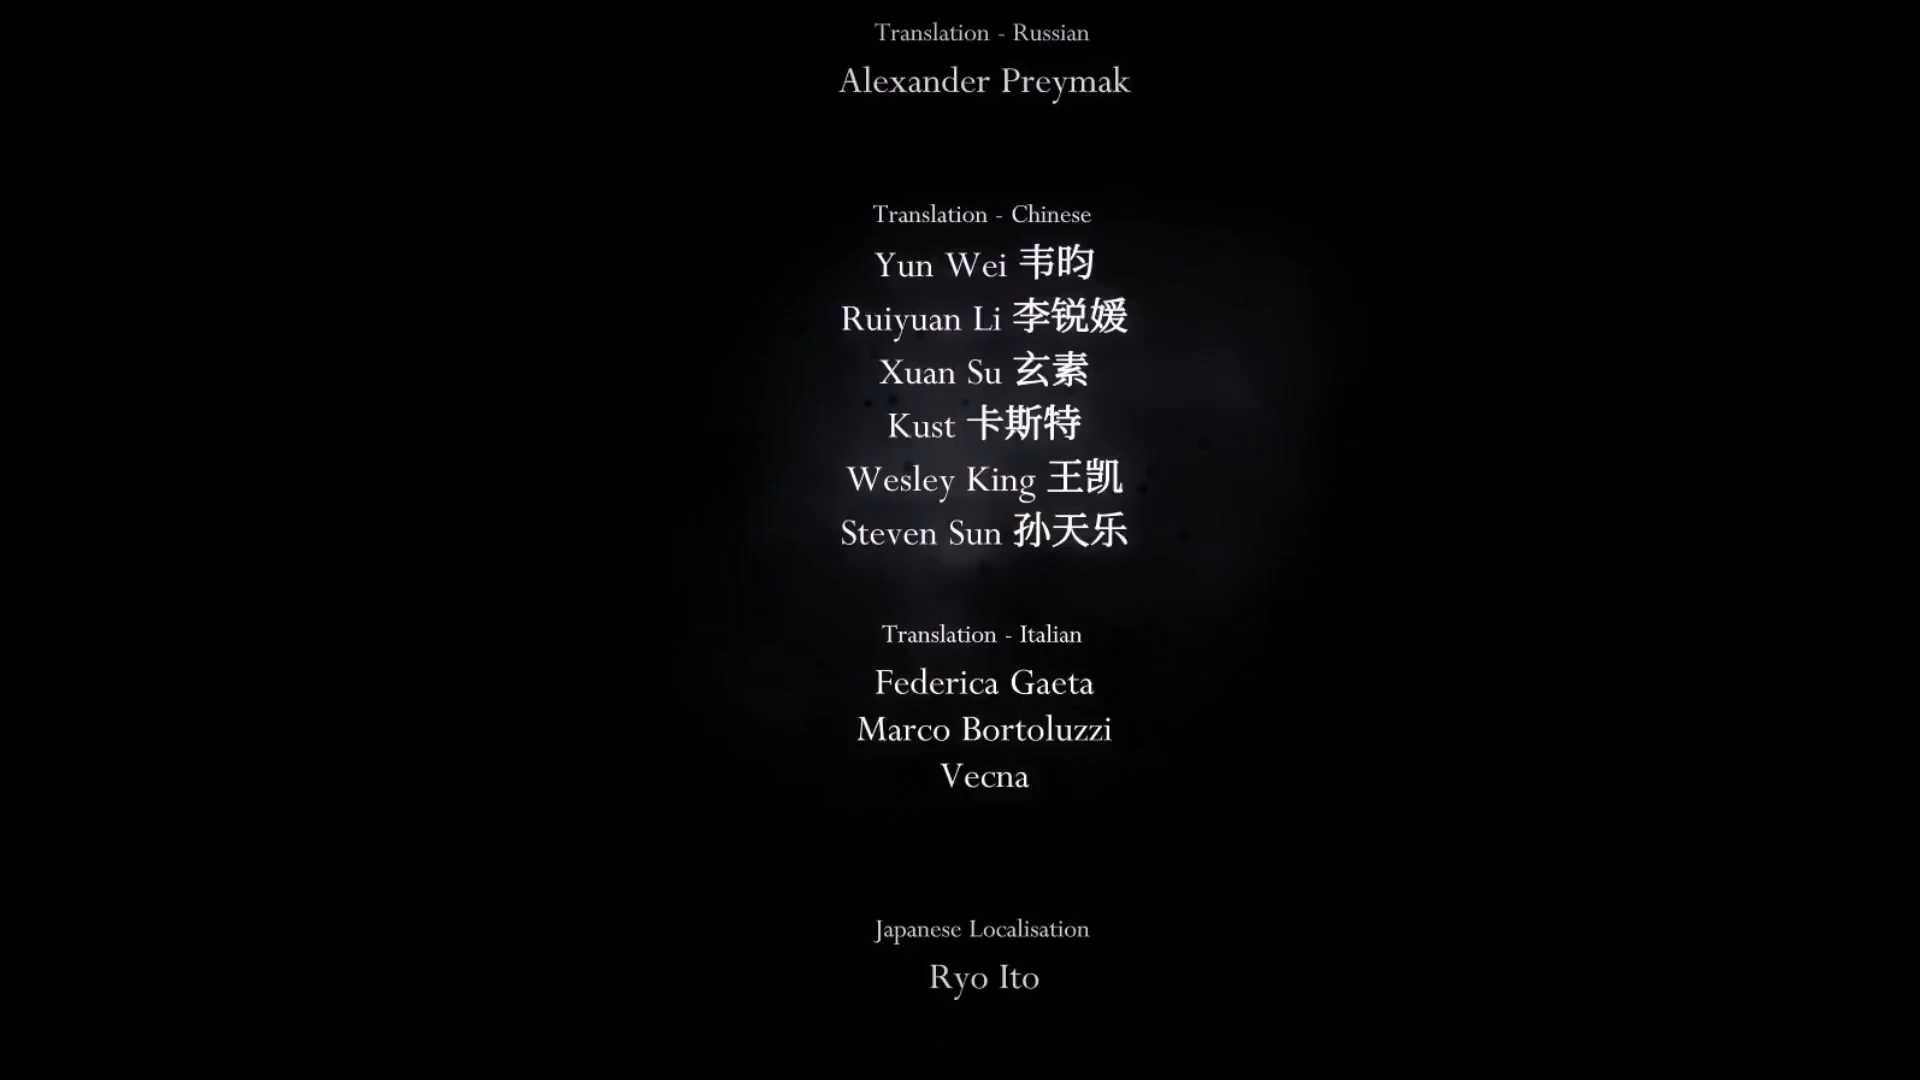 Translation - Russian
Alexander Preymak
Translation - Chinese
Yun Wei 韦昀
Ruiyuan Li 李锐媛
Xuan Su 玄素
Kust 卡斯特
Wesley King 王凯
Steven Sun 孙天乐
Translation - Italian
Federica Gaeta
Marco Bortoluzzi
Vecna
Japanese Localisation
Ryo Ito